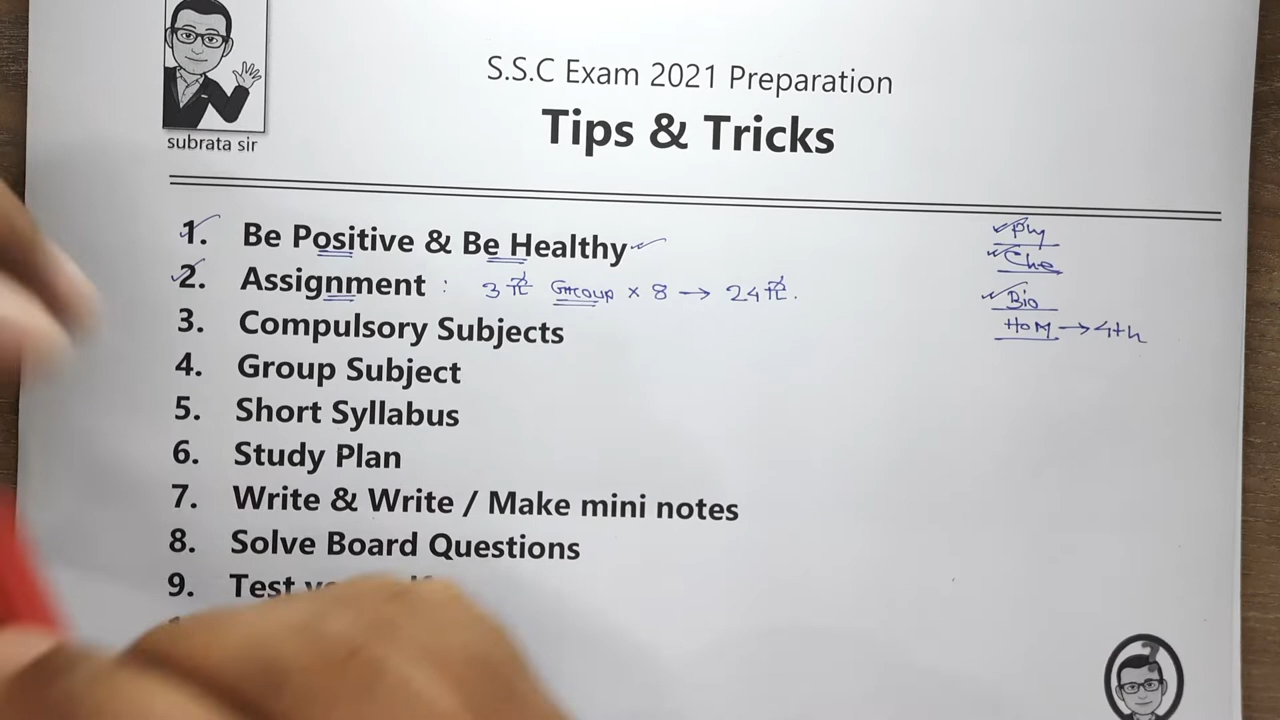 subrata sir
S.S.C Exam 2021 Preparation
Tips & Tricks
1. Be Positive & Be Healthy
2. Assignment : 3 টি Group × 8 → 24 টি.
3. Compulsory Subjects
4. Group Subject
5. Short Syllabus
6. Study Plan
7. Write & Write / Make mini notes
8. Solve Board Questions
9. Test
Phy
Che
Bio
HoM → 4th